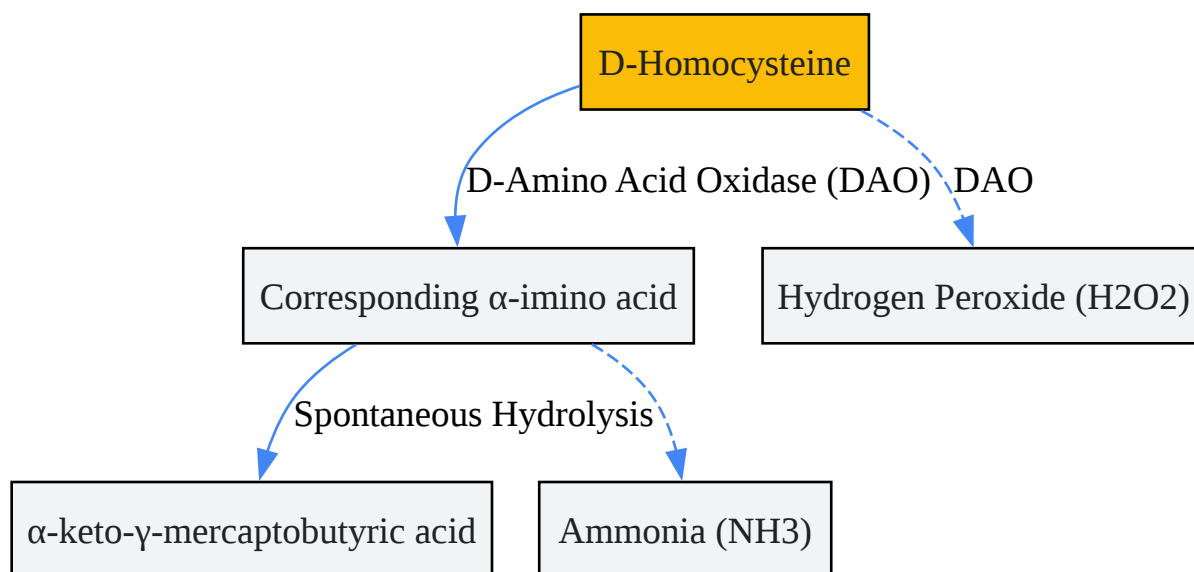 D-Homocysteine
D-Amino Acid Oxidase (DAO)
DAO
Corresponding α-imino acid
Hydrogen Peroxide (H2O2)
Spontaneous Hydrolysis
α-keto-γ-mercaptobutyric acid
Ammonia (NH3)